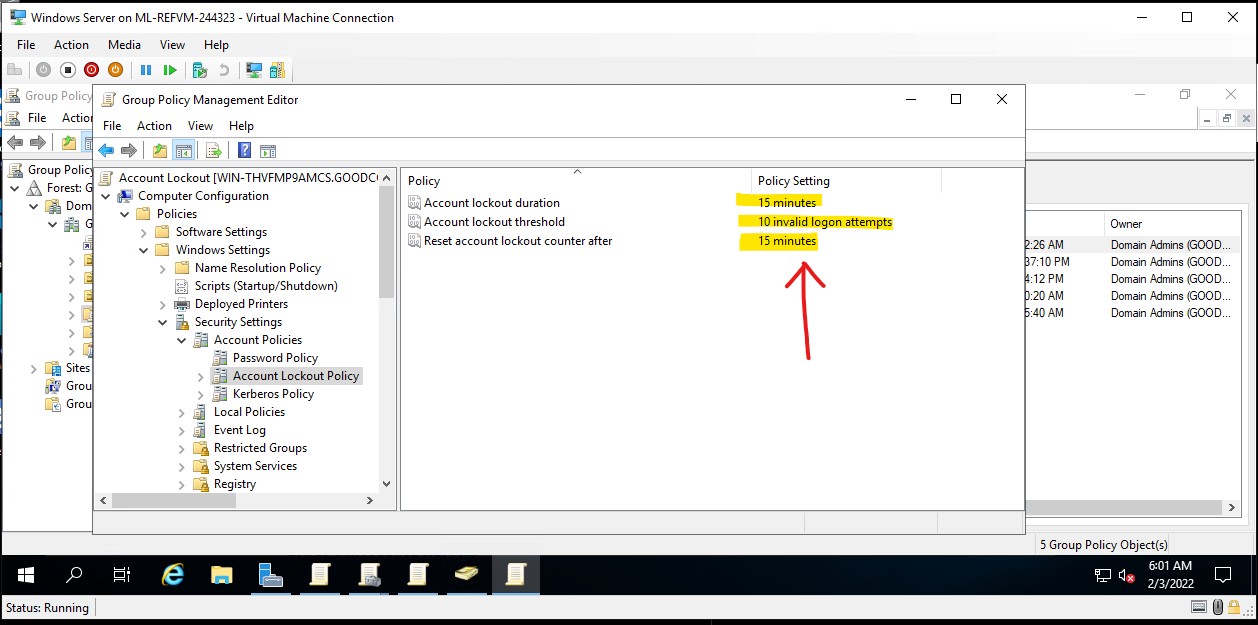 Windows Server on ML-REFVM-244323 - Virtual Machine Connection
File Action Media View Help
Group Policy
File
Group Policy Management Editor
File Action View Help
Account Lockout [WIN-THVFMP9AMCS.GOODC
Computer Configuration
Policies
Software Settings
Windows Settings
Name Resolution Policy
Scripts (Startup/Shutdown)
Deployed Printers
Security Settings
Account Policies
Password Policy
Account Lockout Policy
Kerberos Policy
Local Policies
Event Log
Restricted Groups
System Services
Registry
Policy Policy Setting
Account lockout duration 15 minutes
Account lockout threshold 10 invalid logon attempts
Reset account lockout counter after 15 minutes
Group Policy
Forest: G
Dom
G
Sites
Grou
Grou
Owner
2:26 AM Domain Admins (GOOD...
37:10 PM Domain Admins (GOOD...
4:12 PM Domain Admins (GOOD...
0:20 AM Domain Admins (GOOD...
5:40 AM Domain Admins (GOOD...
5 Group Policy Object(s)
6:01 AM
2/3/2022
Status: Running